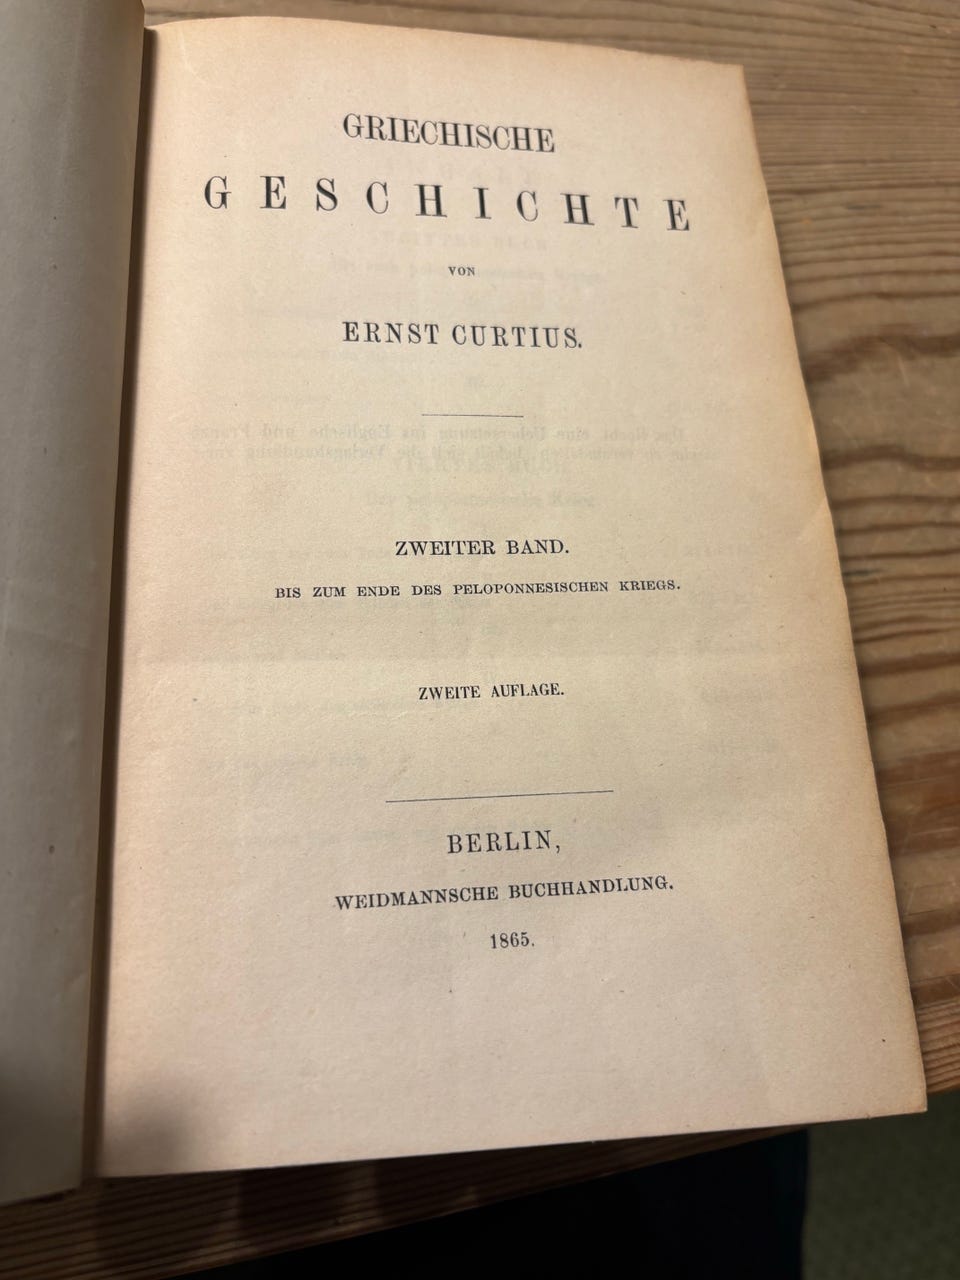 GRIECHISCHE
GESCHICHTE
VON
ERNST CURTIUS.
ZWEITER BAND.
BIS ZUM ENDE DES PELOPONNESISCHEN KRIEGS.
ZWEITE AUFLAGE.
BERLIN,
WEIDMANNSCHE BUCHHANDLUNG.
1865.